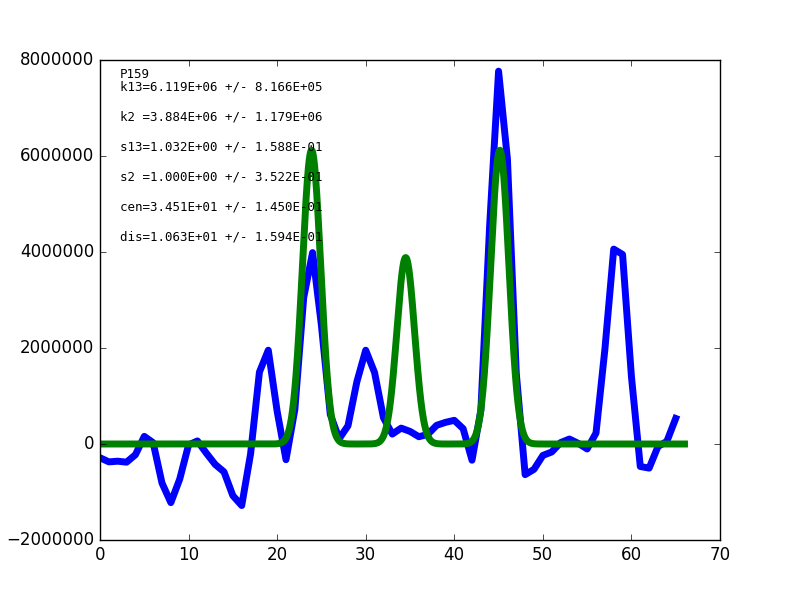 P159
k13=6.119E+06 +/- 8.166E+05
k2 =3.884E+06 +/- 1.179E+06
s13=1.032E+00 +/- 1.588E-01
s2 =1.000E+00 +/- 3.522E-01
cen=3.451E+01 +/- 1.450E-01
dis=1.063E+01 +/- 1.594E-01
8000000
6000000
4000000
2000000
0
−2000000
0 10 20 30 40 50 60 70